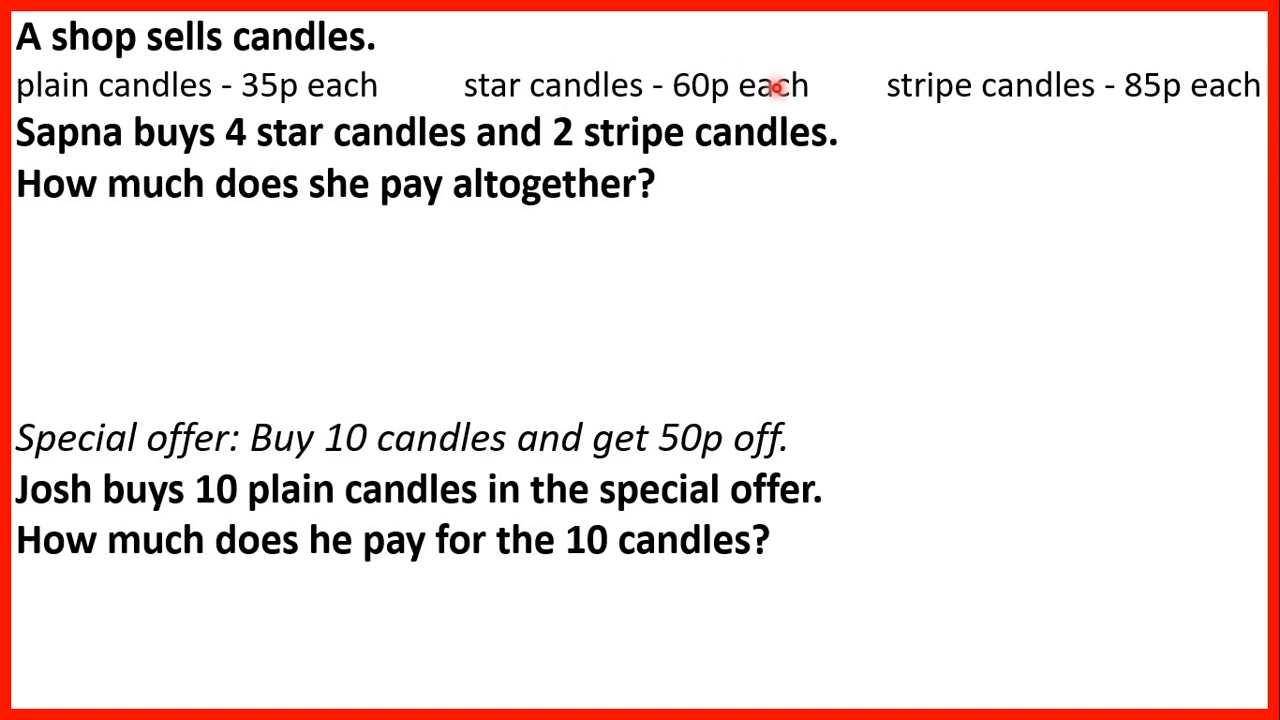 A shop sells candles.
plain candles - 35p each star candles - 60p each stripe candles - 85p each
Sapna buys 4 star candles and 2 stripe candles.
How much does she pay altogether?
Special offer: Buy 10 candles and get 50p off.
Josh buys 10 plain candles in the special offer.
How much does he pay for the 10 candles?